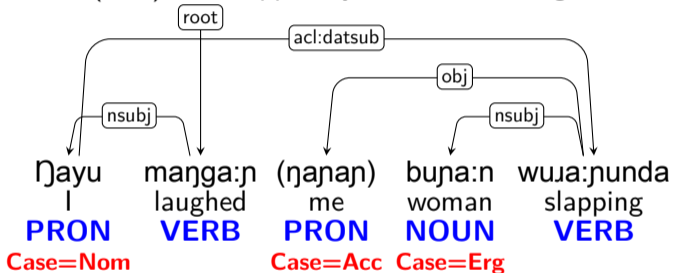 root
acl:datsub
obj
nsubj nsubj
Ŋayu maŋga:ɲ (ŋaɲaɲ) buɲa:n wuɹa:ɲunda
I laughed me woman slapping
PRON VERB PRON NOUN VERB
Case=Nom Case=Acc Case=Erg